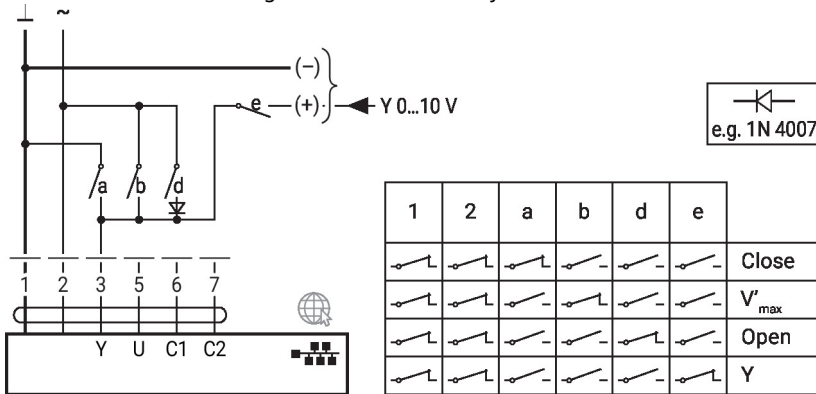 ⊥ ~
(–)
e (+) Y 0...10 V
a b d
e.g. 1N 4007
1 2 3 5 6 7
Y U C1 C2
1 2 a b d e
Close
V'max
Open
Y